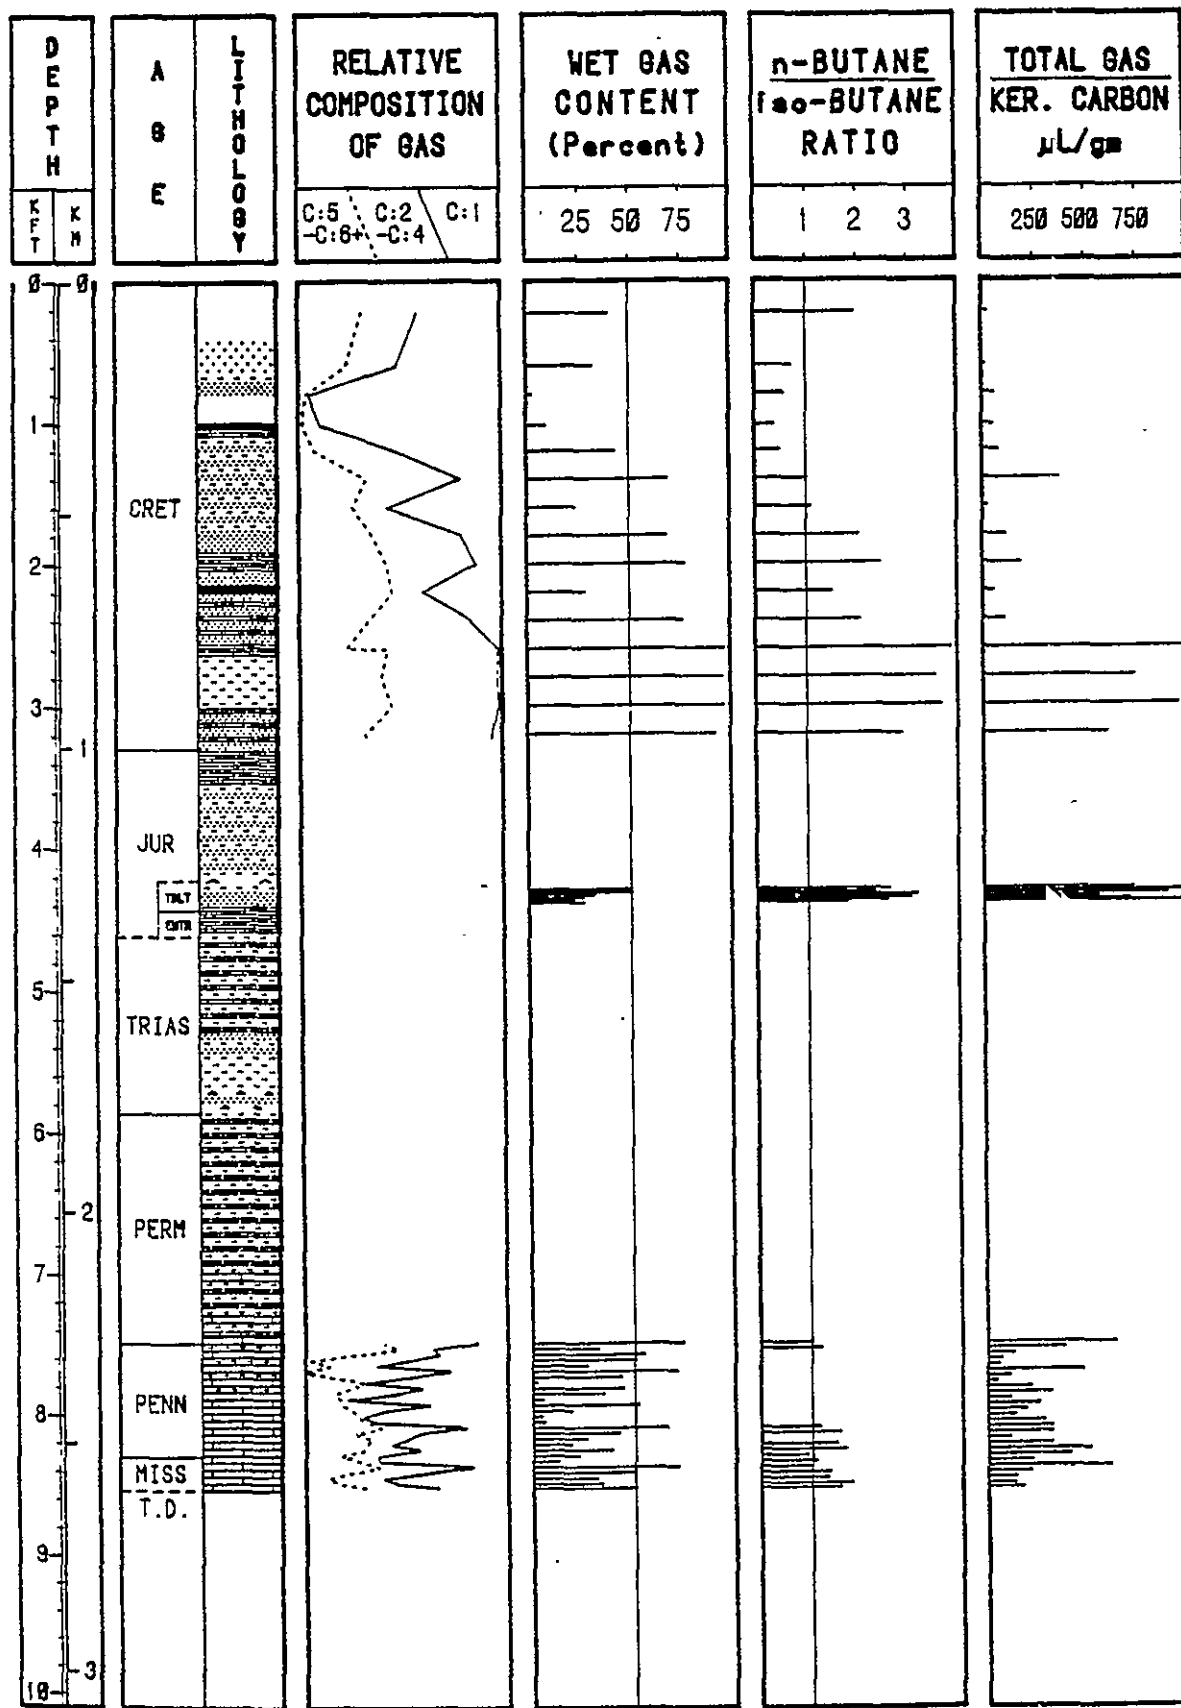 DEPTH
AGE
LITHOLOGY
RELATIVE
COMPOSITION
OF GAS
WET GAS
CONTENT
(Percent)
n-BUTANE
iso-BUTANE
RATIO
TOTAL GAS
KER. CARBON
µL/gm
KFT
KM
C:5
-C:6+
C:2
-C:4
C:1
25 50 75
1 2 3
250 500 750
0 0
1
CRET
2
3
1
JUR
4
TNLT
ENTR
5
TRIAS
6
2
PERM
7
PENN
8
MISS
T.D.
9
3
10